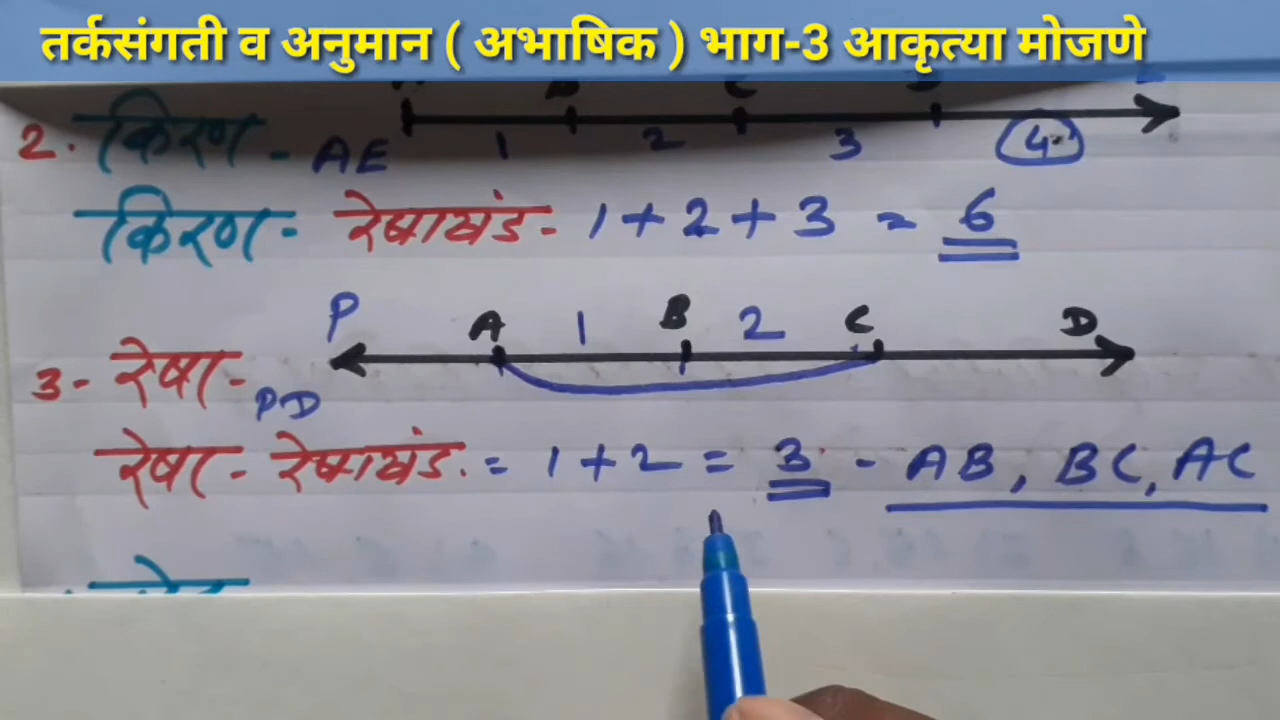 तर्कसंगती व अनुमान ( अभाषिक ) भाग-3 आकृत्या मोजणे
2. किरण - AE 1 2 3 4
किरण - रेषाखंड - 1+2+3 = 6
P A 1 B 2 C D
3- रेषा - PD
रेषा - रेषाखंड. = 1+2 = 3 - AB, BC, AC